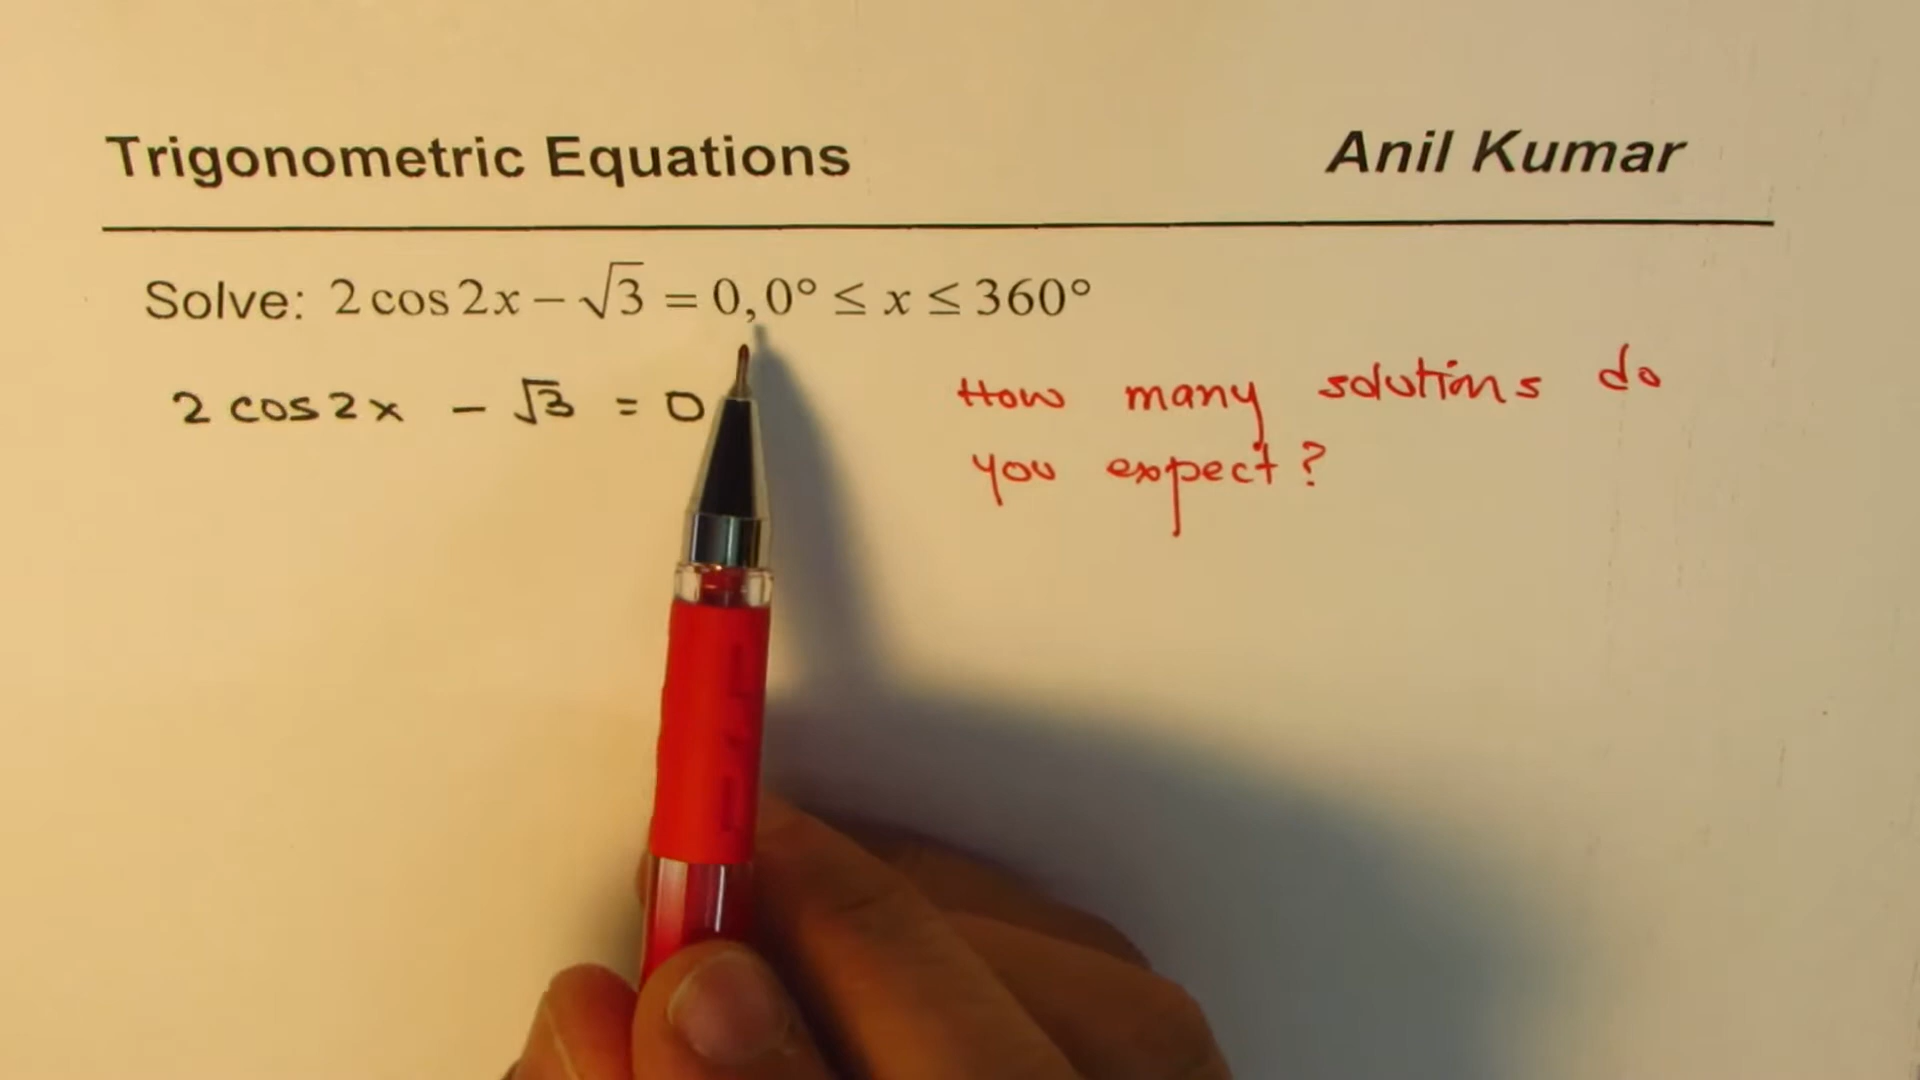 Trigonometric Equations Anil Kumar
Solve: 2 cos 2x − √3 = 0, 0° ≤ x ≤ 360°
2 cos 2x − √3 = 0
How many solutions do
you expect?